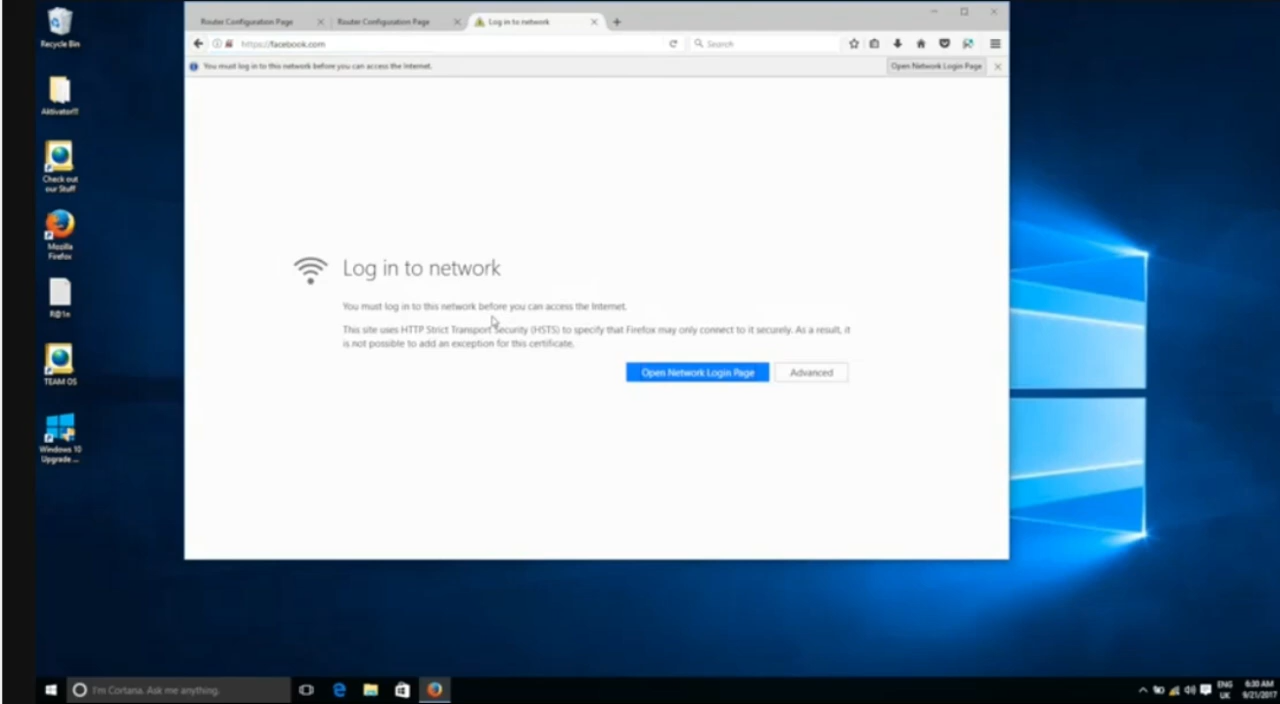 Recycle Bin
Aktivator!!!
Check out
our Stuff
Mozilla
Firefox
R@1n
TEAM OS
Windows 10
Upgrade ...
Router Configuration Page
Router Configuration Page
Log in to network
https://facebook.com
Search
You must log in to this network before you can access the Internet.
Open Network Login Page
Log in to network
You must log in to this network before you can access the Internet.
This site uses HTTP Strict Transport Security (HSTS) to specify that Firefox may only connect to it securely. As a result, it
is not possible to add an exception for this certificate.
Open Network Login Page
Advanced
I'm Cortana. Ask me anything.
ENG
UK
6:30 AM
9/21/2017